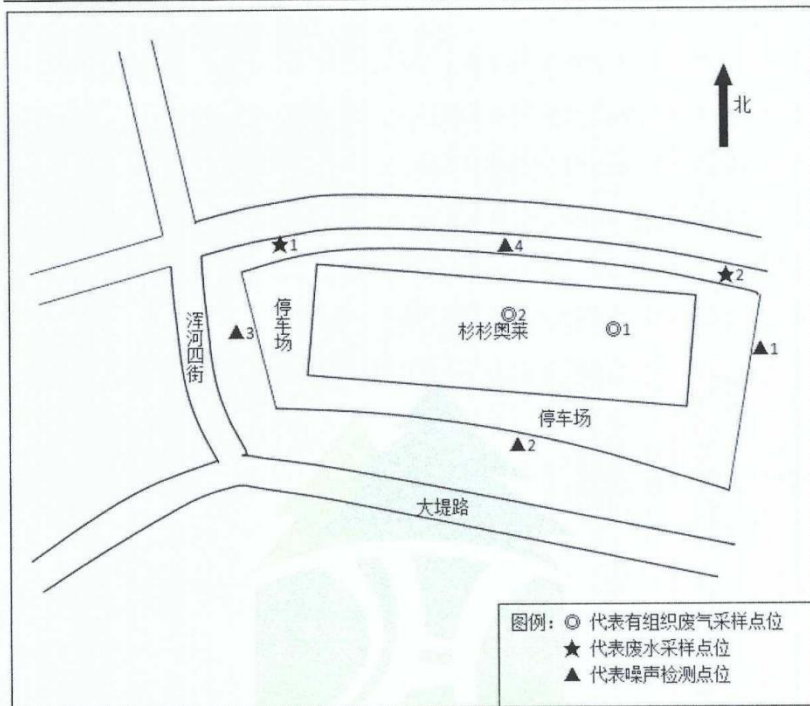 北
★1
▲4
★2
停车场
◎2
杉杉奥莱
◎1
浑河四街
▲3
▲1
停车场
▲2
大堤路
图例：◎ 代表有组织废气采样点位
★ 代表废水采样点位
▲ 代表噪声检测点位